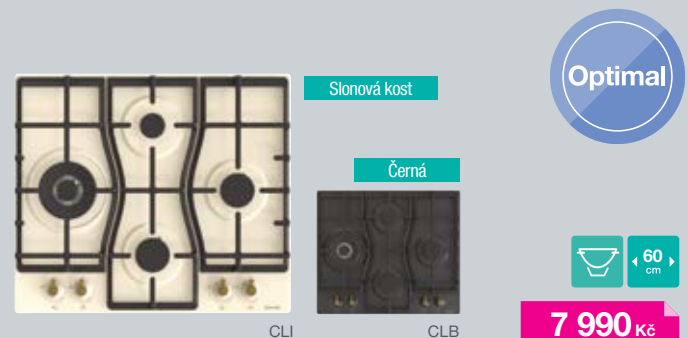 Optimal
Slonová kost
Černá
60
cm
CLI
CLB
7 990 Kč